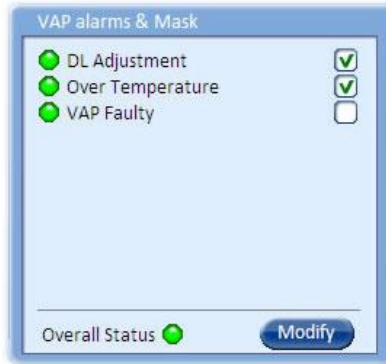 VAP alarms & Mask
DL Adjustment
Over Temperature
VAP Faulty
Overall Status Modify